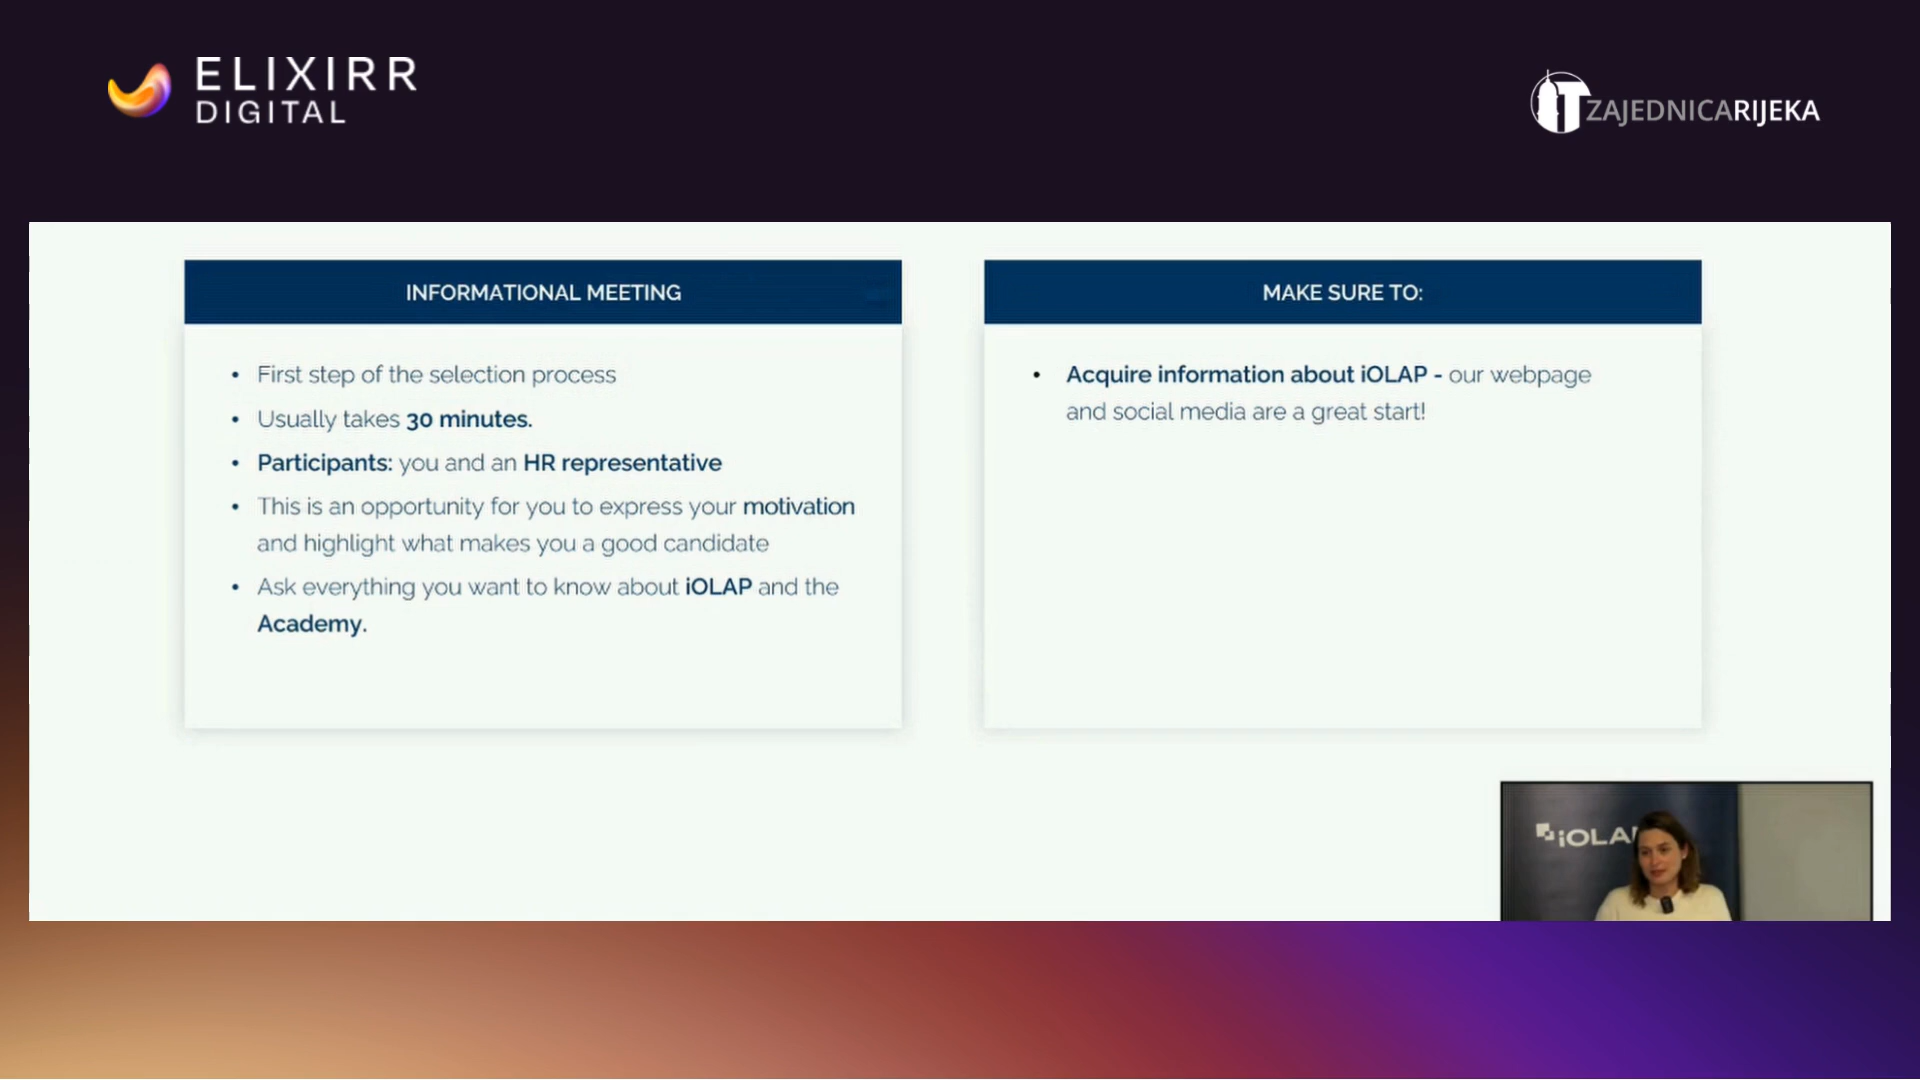 ELIXIRR
DIGITAL
IT ZAJEDNICARIJEKA
INFORMATIONAL MEETING
• First step of the selection process
• Usually takes 30 minutes.
• Participants: you and an HR representative
• This is an opportunity for you to express your motivation
and highlight what makes you a good candidate
• Ask everything you want to know about iOLAP and the
Academy.
MAKE SURE TO:
• Acquire information about iOLAP - our webpage
and social media are a great start!
iOLA